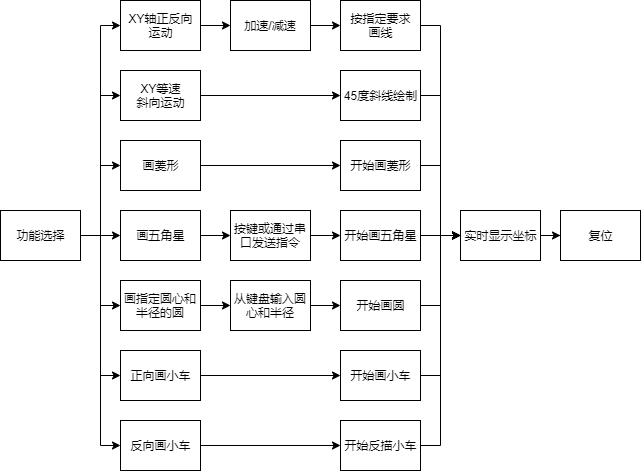 XY轴正反向
运动
加速/减速
按指定要求
画线
XY等速
斜向运动
45度斜线绘制
画菱形
开始画菱形
功能选择
画五角星
按键或通过串
口发送指令
开始画五角星
实时显示坐标
复位
画指定圆心和
半径的圆
从键盘输入圆
心和半径
开始画圆
正向画小车
开始画小车
反向画小车
开始反描小车